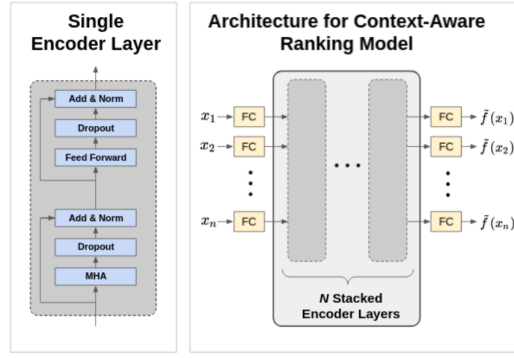 Single
Encoder Layer
Add & Norm
Dropout
Feed Forward
Add & Norm
Dropout
MHA
Architecture for Context-Aware
Ranking Model
x₁ FC FC f̃(x₁)
x₂ FC FC f̃(x₂)
xₙ FC FC f̃(xₙ)
N Stacked
Encoder Layers